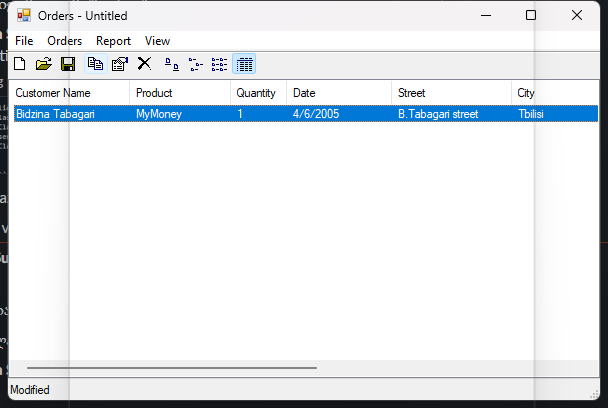 Orders - Untitled
File Orders Report View
Customer Name Product Quantity Date Street City
Bidzina Tabagari MyMoney 1 4/6/2005 B.Tabagari street Tbilisi
Modified